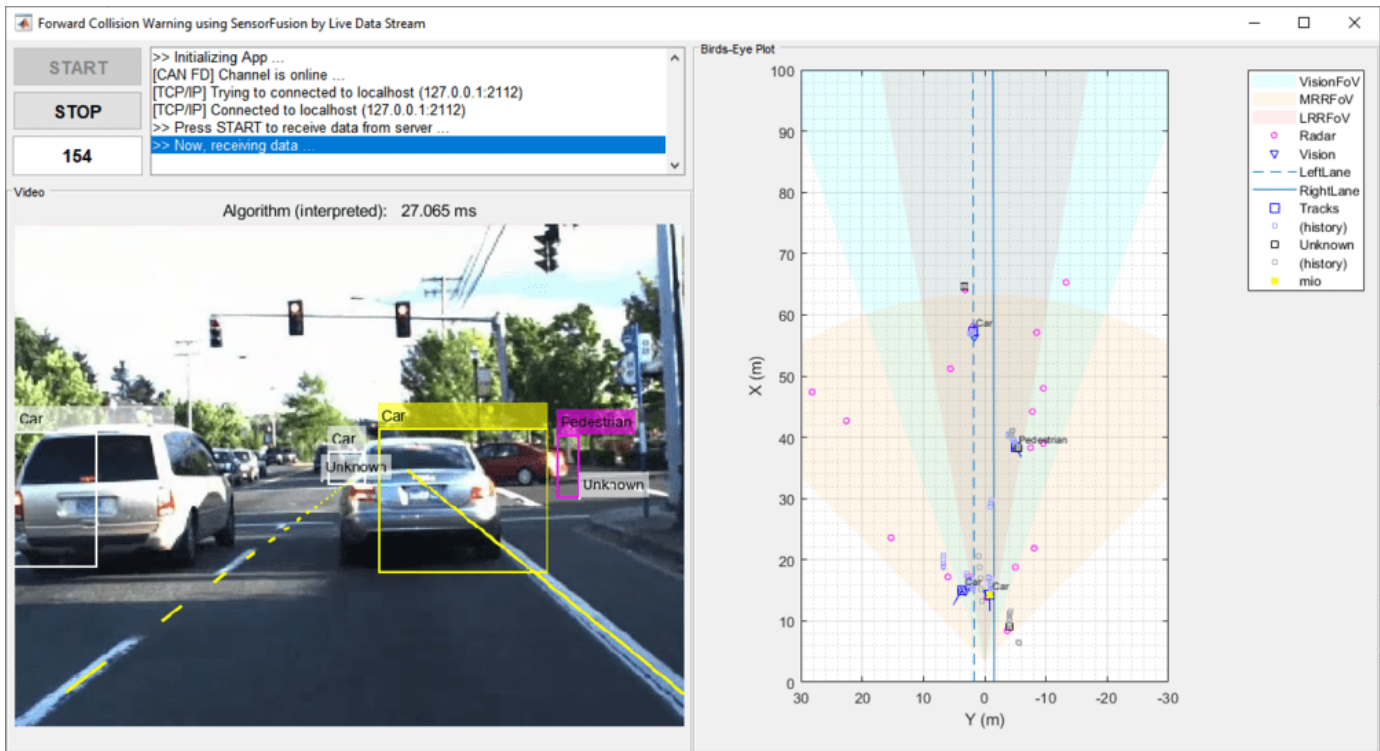 Forward Collision Warning using SensorFusion by Live Data Stream
START
STOP
154
>> Initializing App ...
[CAN FD] Channel is online ...
[TCP/IP] Trying to connected to localhost (127.0.0.1:2112)
[TCP/IP] Connected to localhost (127.0.0.1:2112)
>> Press START to receive data from server ...
>> Now, receiving data ...
Video
Algorithm (interpreted): 27.065 ms
Car
Car
Car
Unknown
Pedestrian
Unknown
Birds-Eye Plot
100
90
80
70
60
50
40
30
20
10
0
X (m)
Car
Pedestrian
Car
Car
30
20
10
0
-10
-20
-30
Y (m)
VisionFoV
MRRFoV
LRRFoV
Radar
Vision
LeftLane
RightLane
Tracks
(history)
Unknown
(history)
mio